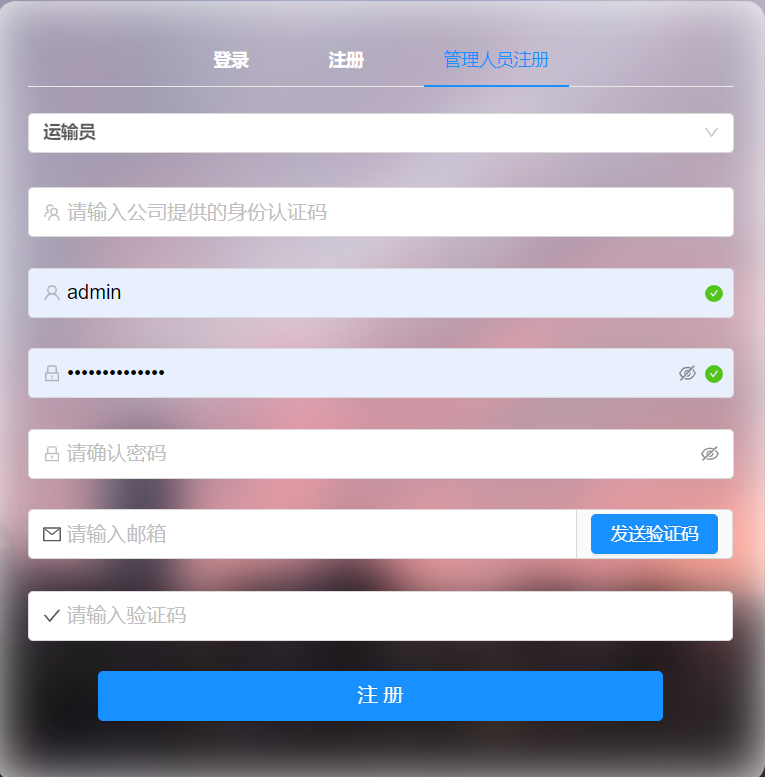 登录 注册 管理人员注册
运输员
请输入公司提供的身份认证码
admin
••••••••••••••
请确认密码
请输入邮箱 发送验证码
请输入验证码
注 册